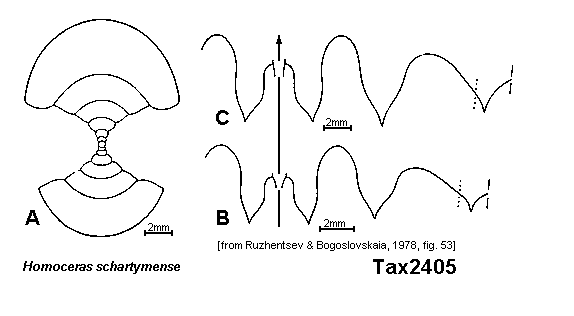 C
2mm
A
2mm
B
2mm
[from Ruzhentsev & Bogoslovskaia, 1978, fig. 53]
Homoceras schartymense
Tax2405